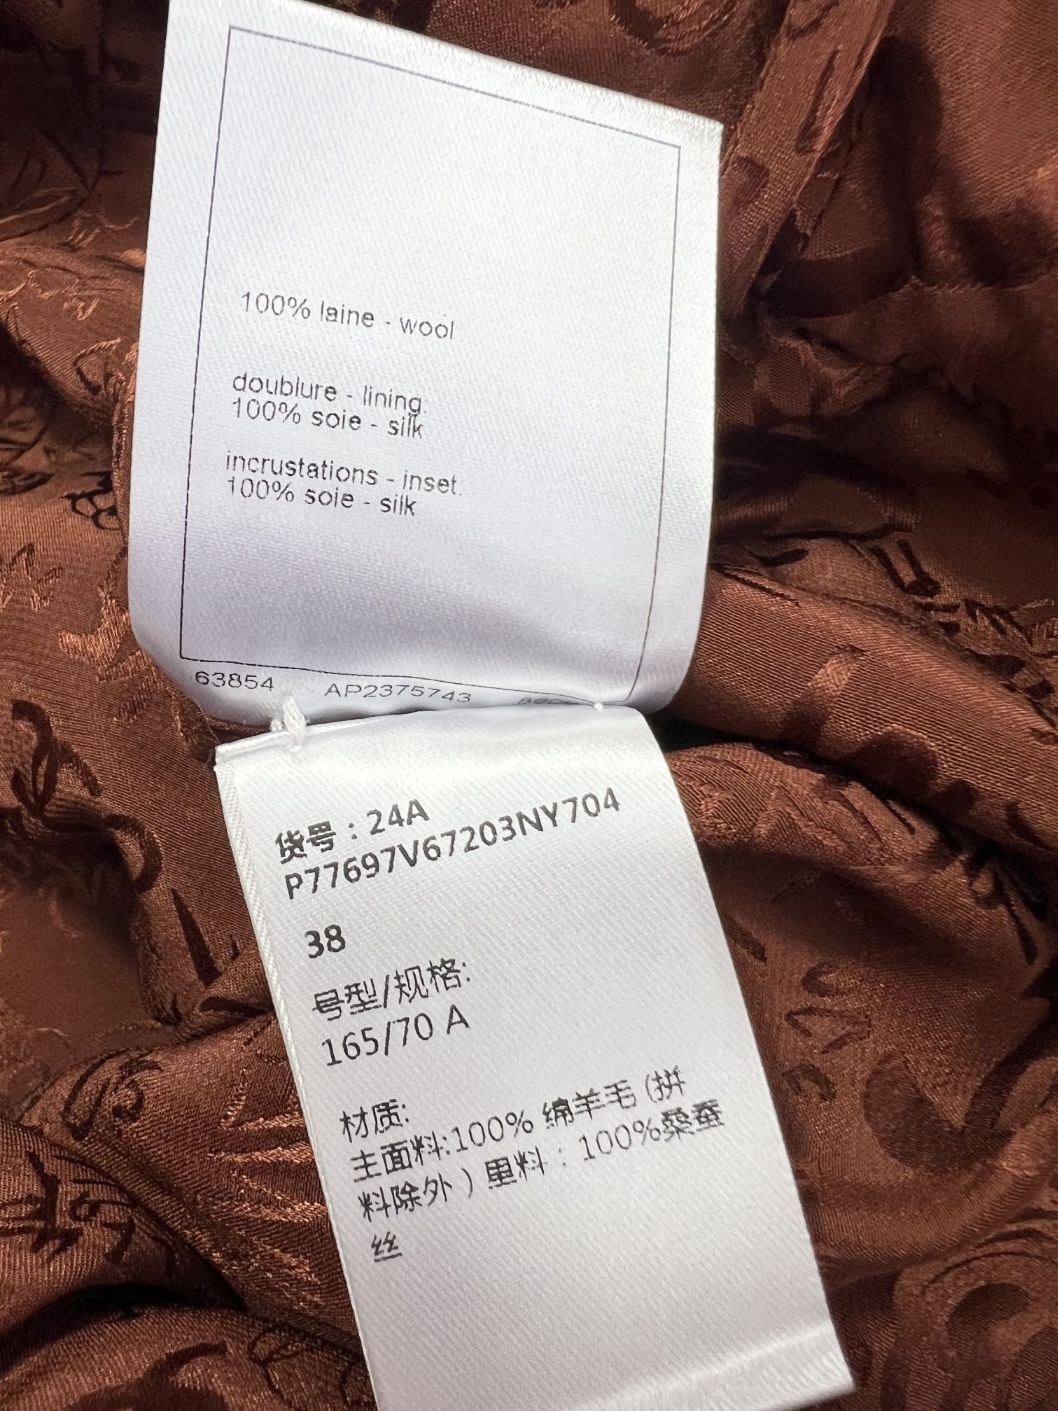 100% laine - wool
doublure - lining:
100% soie - silk
incrustations - inset:
100% soie - silk
63854 AP2375743
货号：24A
P77697V67203NY704
38
号型/规格:
165/70 A
材质:
主面料:100% 绵羊毛 (拼
料除外）里料：100%桑蚕
丝